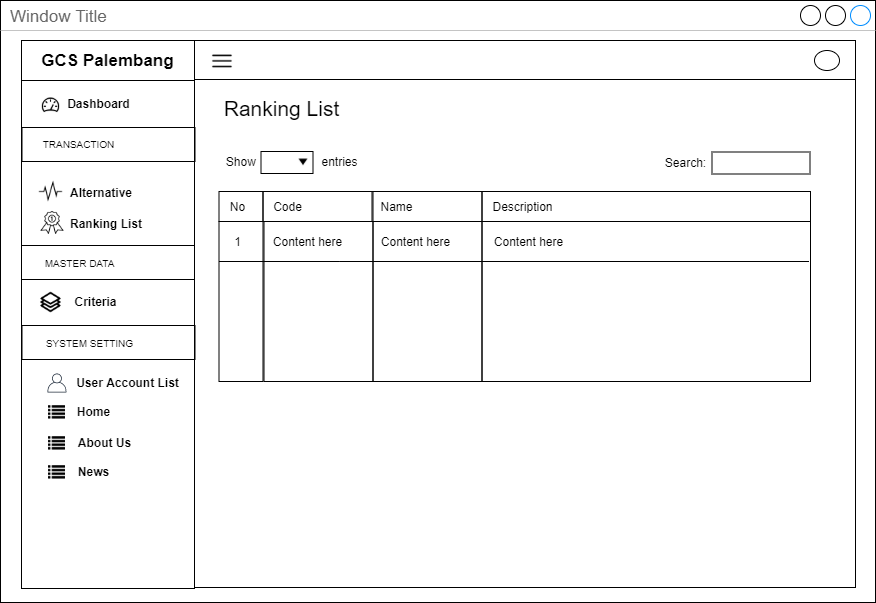 Window Title
GCS Palembang
Dashboard
TRANSACTION
Alternative
Ranking List
MASTER DATA
Criteria
SYSTEM SETTING
User Account List
Home
About Us
News
Ranking List
Show entries
Search:
No Code Name Description
1 Content here Content here Content here